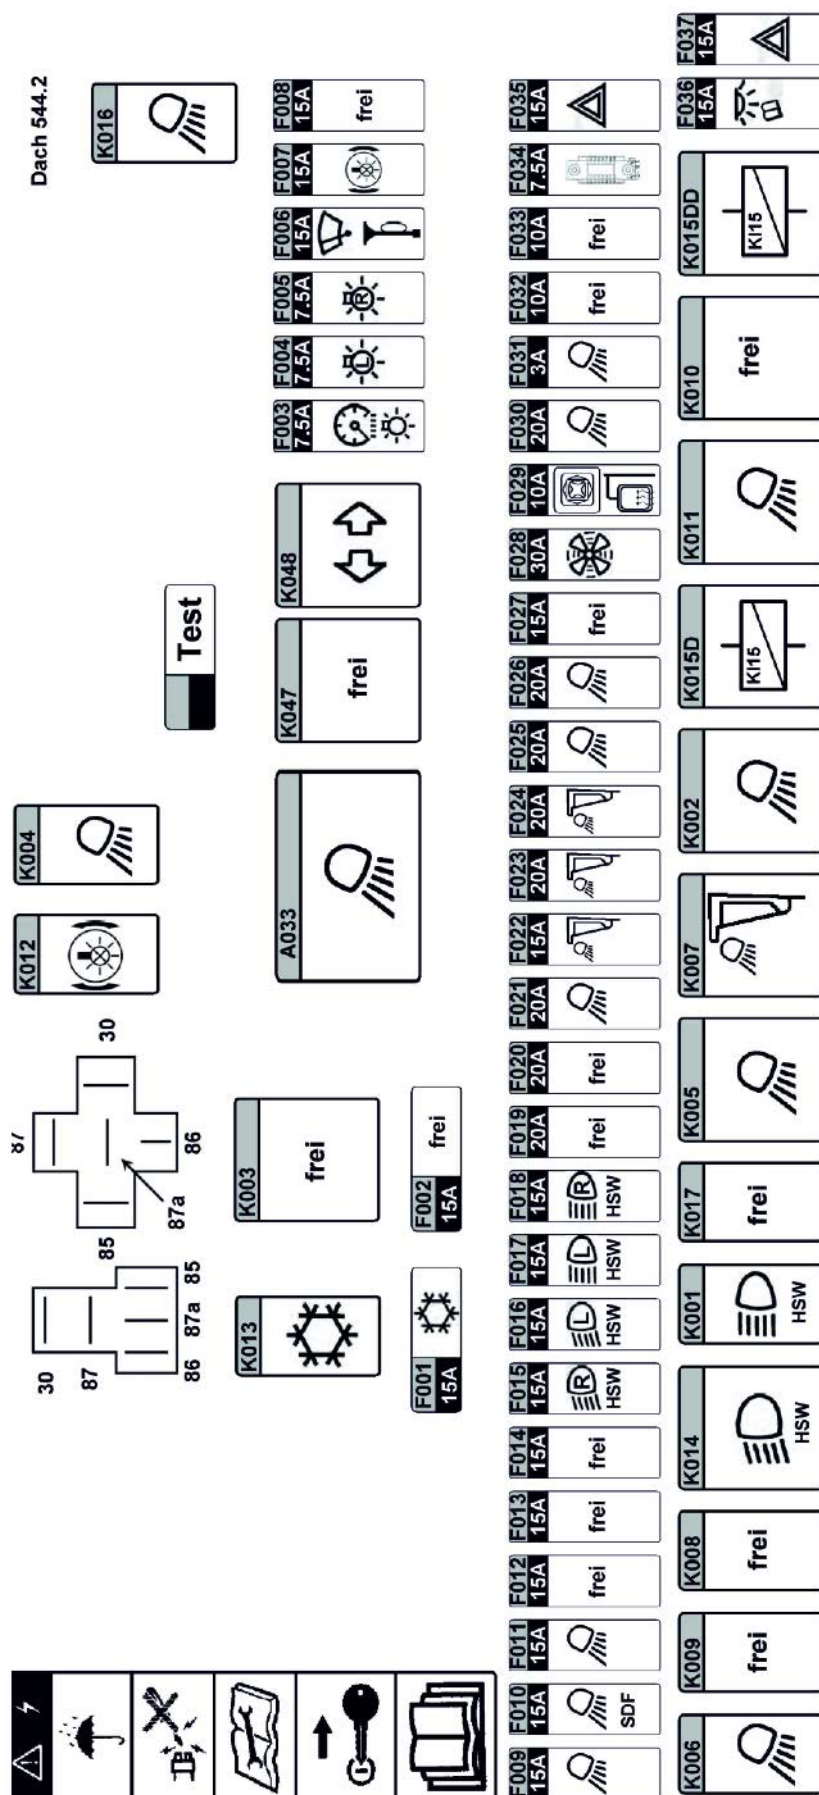 Dach 544.2
K016
F008 15A frei
F007 15A
F006 15A
F005 7.5A R
F004 7.5A L
F003 7.5A
K048
K047 frei
Test
A033
K004
K012
87
30
86
87a
85
30
87
85
87a
86
K003 frei
K013
F002 15A frei
F001 15A
F037 15A
F036 15A
F035 15A
F034 7.5A
F033 10A frei
F032 10A frei
F031 3A
F030 20A
F029 10A
F028 30A
F027 15A frei
F026 20A
F025 20A
F024 20A
F023 20A
F022 15A
F021 20A
F020 20A frei
F019 20A frei
F018 15A R HSW
F017 15A L HSW
F016 15A L HSW
F015 15A R HSW
F014 15A frei
F013 15A frei
F012 15A frei
F011 15A
F010 15A SDF
F009 15A
K015DD KI15
K010 frei
K011
K015D KI15
K002
K007
K005
K017 frei
K001 HSW
K014 HSW
K008 frei
K009 frei
K006